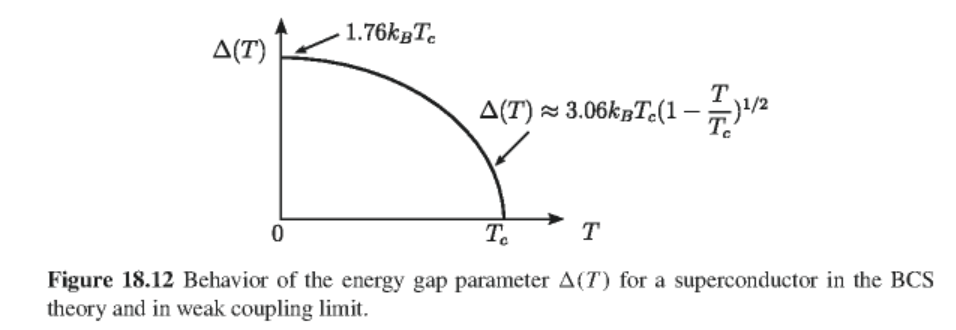 1.76k_BT_c
Δ(T)
Δ(T) ≈ 3.06k_BT_c(1 − T/T_c)^{1/2}
0
T_c
T
Figure 18.12 Behavior of the energy gap parameter Δ(T) for a superconductor in the BCS
theory and in weak coupling limit.